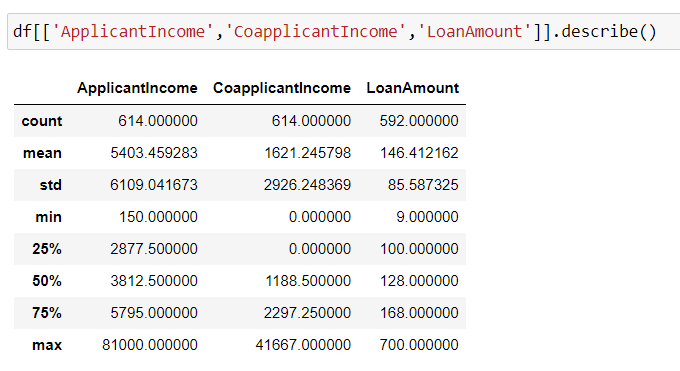 df[['ApplicantIncome','CoapplicantIncome','LoanAmount']].describe()
ApplicantIncome CoapplicantIncome LoanAmount
count 614.000000 614.000000 592.000000
mean 5403.459283 1621.245798 146.412162
std 6109.041673 2926.248369 85.587325
min 150.000000 0.000000 9.000000
25% 2877.500000 0.000000 100.000000
50% 3812.500000 1188.500000 128.000000
75% 5795.000000 2297.250000 168.000000
max 81000.000000 41667.000000 700.000000